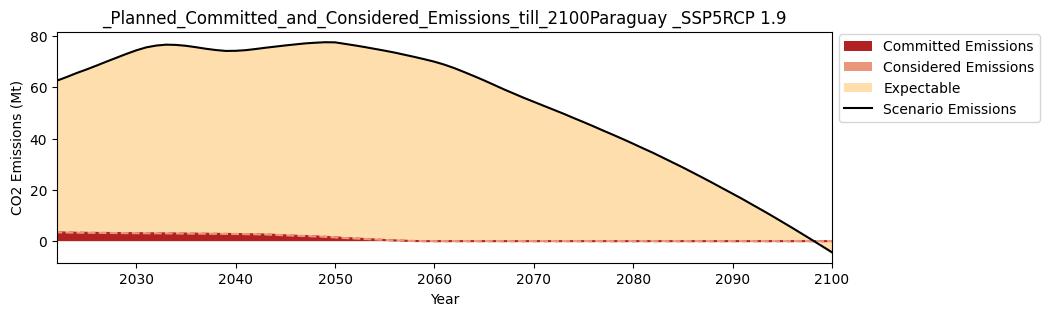 _Planned_Committed_and_Considered_Emissions_till_2100Paraguay _SSP5RCP 1.9
CO2 Emissions (Mt)
80
60
40
20
0
2030 2040 2050 2060 2070 2080 2090 2100
Year
Committed Emissions
Considered Emissions
Expectable
Scenario Emissions